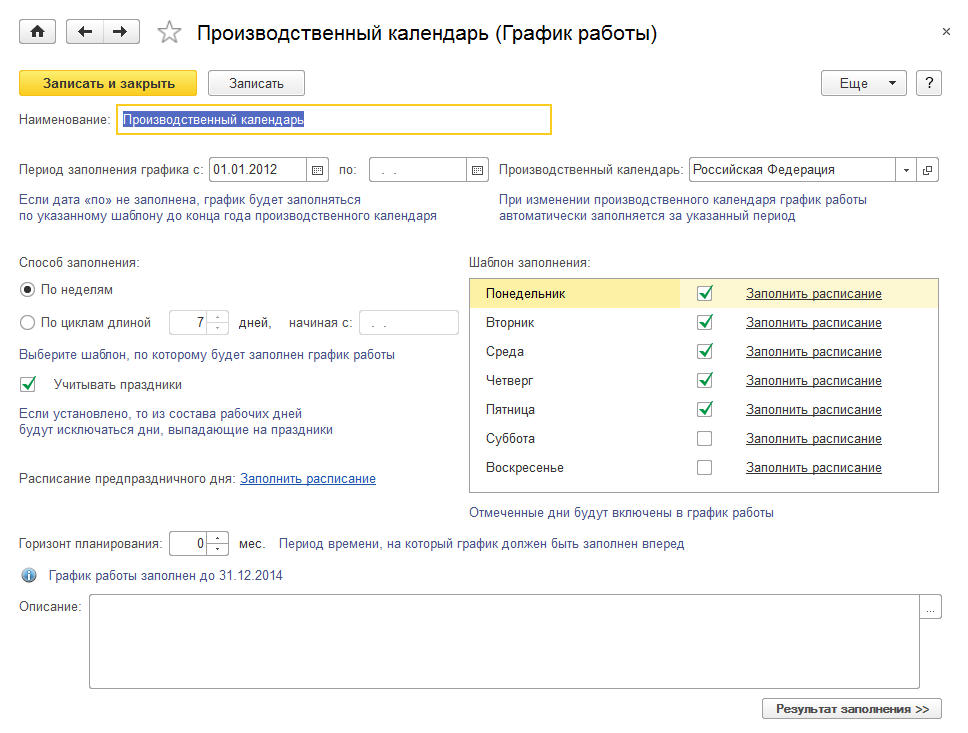 Производственный календарь (График работы)
Записать и закрыть Записать Еще ?
Наименование: Производственный календарь
Период заполнения графика с: 01.01.2012 по: . . Производственный календарь: Российская Федерация
Если дата «по» не заполнена, график будет заполняться
по указанному шаблону до конца года производственного календаря
При изменении производственного календаря график работы
автоматически заполняется за указанный период
Способ заполнения:
По неделям
По циклам длиной 7 дней, начиная с: . .
Выберите шаблон, по которому будет заполнен график работы
Учитывать праздники
Если установлено, то из состава рабочих дней
будут исключаться дни, выпадающие на праздники
Расписание предпраздничного дня: Заполнить расписание
Шаблон заполнения:
Понедельник Заполнить расписание
Вторник Заполнить расписание
Среда Заполнить расписание
Четверг Заполнить расписание
Пятница Заполнить расписание
Суббота Заполнить расписание
Воскресенье Заполнить расписание
Отмеченные дни будут включены в график работы
Горизонт планирования: 0 мес. Период времени, на который график должен быть заполнен вперед
График работы заполнен до 31.12.2014
Описание: ...
Результат заполнения >>